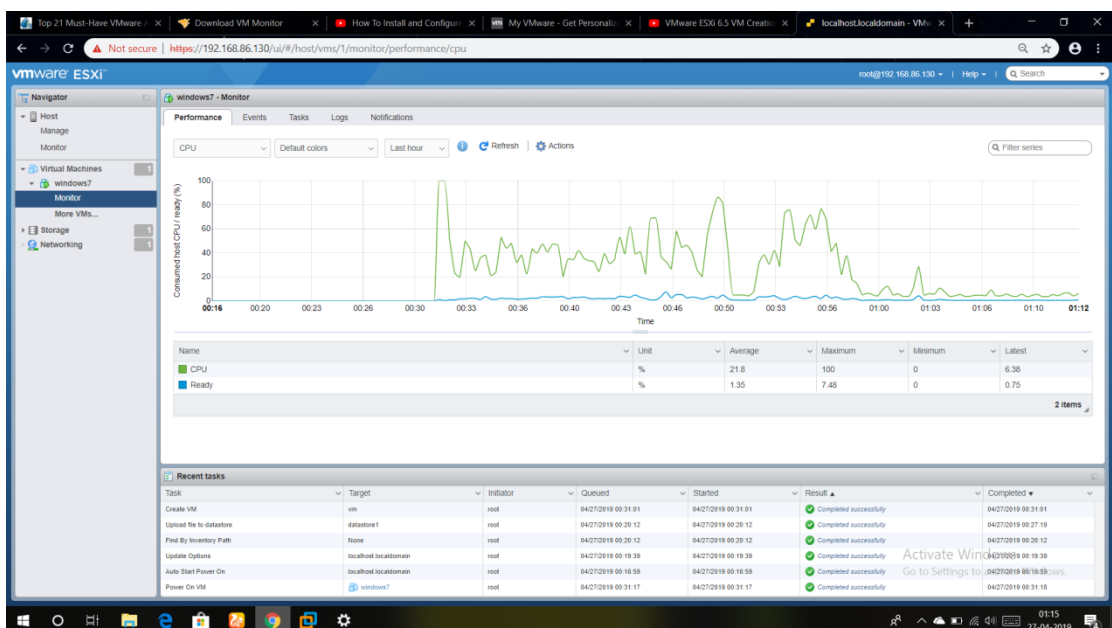 Top 21 Must-Have VMware
Download VM Monitor
How To Install and Configure
My VMware - Get Personaliz
VMware ESXi 6.5 VM Creatio
localhost.localdomain - VMw
Not secure | https://192.168.86.130/ui/#/host/vms/1/monitor/performance/cpu
vmware ESXi™
root@192.168.86.130 | Help | Search
Navigator
Host
Manage
Monitor
Virtual Machines 1
windows7
Monitor
More VMs...
Storage 1
Networking 1
windows7 - Monitor
Performance Events Tasks Logs Notifications
CPU Default colors Last hour Refresh | Actions Filter series
Consumed host CPU / ready (%)
100
80
60
40
20
0
00:16 00:20 00:23 00:26 00:30 00:33 00:36 00:40 00:43 00:46 00:50 00:53 00:56 01:00 01:03 01:06 01:10 01:12
Time
Name Unit Average Maximum Minimum Latest
CPU % 21.8 100 0 6.38
Ready % 1.35 7.48 0 0.75
2 items
Recent tasks
Task Target Initiator Queued Started Result Completed
Create VM vm root 04/27/2019 00:31:01 04/27/2019 00:31:01 Completed successfully 04/27/2019 00:31:01
Upload file to datastore datastore1 root 04/27/2019 00:20:12 04/27/2019 00:20:12 Completed successfully 04/27/2019 00:27:19
Find By Inventory Path None root 04/27/2019 00:20:12 04/27/2019 00:20:12 Completed successfully 04/27/2019 00:20:12
Update Options localhost.localdomain root 04/27/2019 00:19:39 04/27/2019 00:19:39 Completed successfully 04/27/2019 00:19:39
Auto Start Power On localhost.localdomain root 04/27/2019 00:16:59 04/27/2019 00:16:59 Completed successfully 04/27/2019 00:16:59
Power On VM windows7 root 04/27/2019 00:31:17 04/27/2019 00:31:17 Completed successfully 04/27/2019 00:31:18
Activate Windows
Go to Settings to activate Windows.
01:15
27-04-2019
4